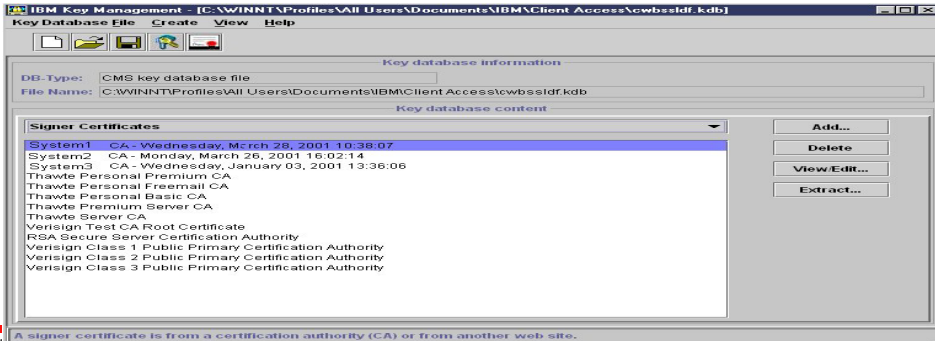 IBM Key Management - [C:\WINNT\Profiles\All Users\Documents\IBM\Client Access\cwbssldf.kdb]
Key Database File Create View Help
Key database information
DB-Type: CMS key database file
File Name: C:\WINNT\Profiles\All Users\Documents\IBM\Client Access\cwbssldf.kdb
Key database content
Signer Certificates
Add...
System1 CA - Wednesday, March 28, 2001 10:38:07
Delete
System2 CA - Monday, March 26, 2001 16:02:14
System3 CA - Wednesday, January 03, 2001 13:36:06
View/Edit...
Thawte Personal Premium CA
Thawte Personal Freemail CA
Extract...
Thawte Personal Basic CA
Thawte Premium Server CA
Thawte Server CA
Verisign Test CA Root Certificate
RSA Secure Server Certification Authority
Verisign Class 1 Public Primary Certification Authority
Verisign Class 2 Public Primary Certification Authority
Verisign Class 3 Public Primary Certification Authority
A signer certificate is from a certification authority (CA) or from another web site.